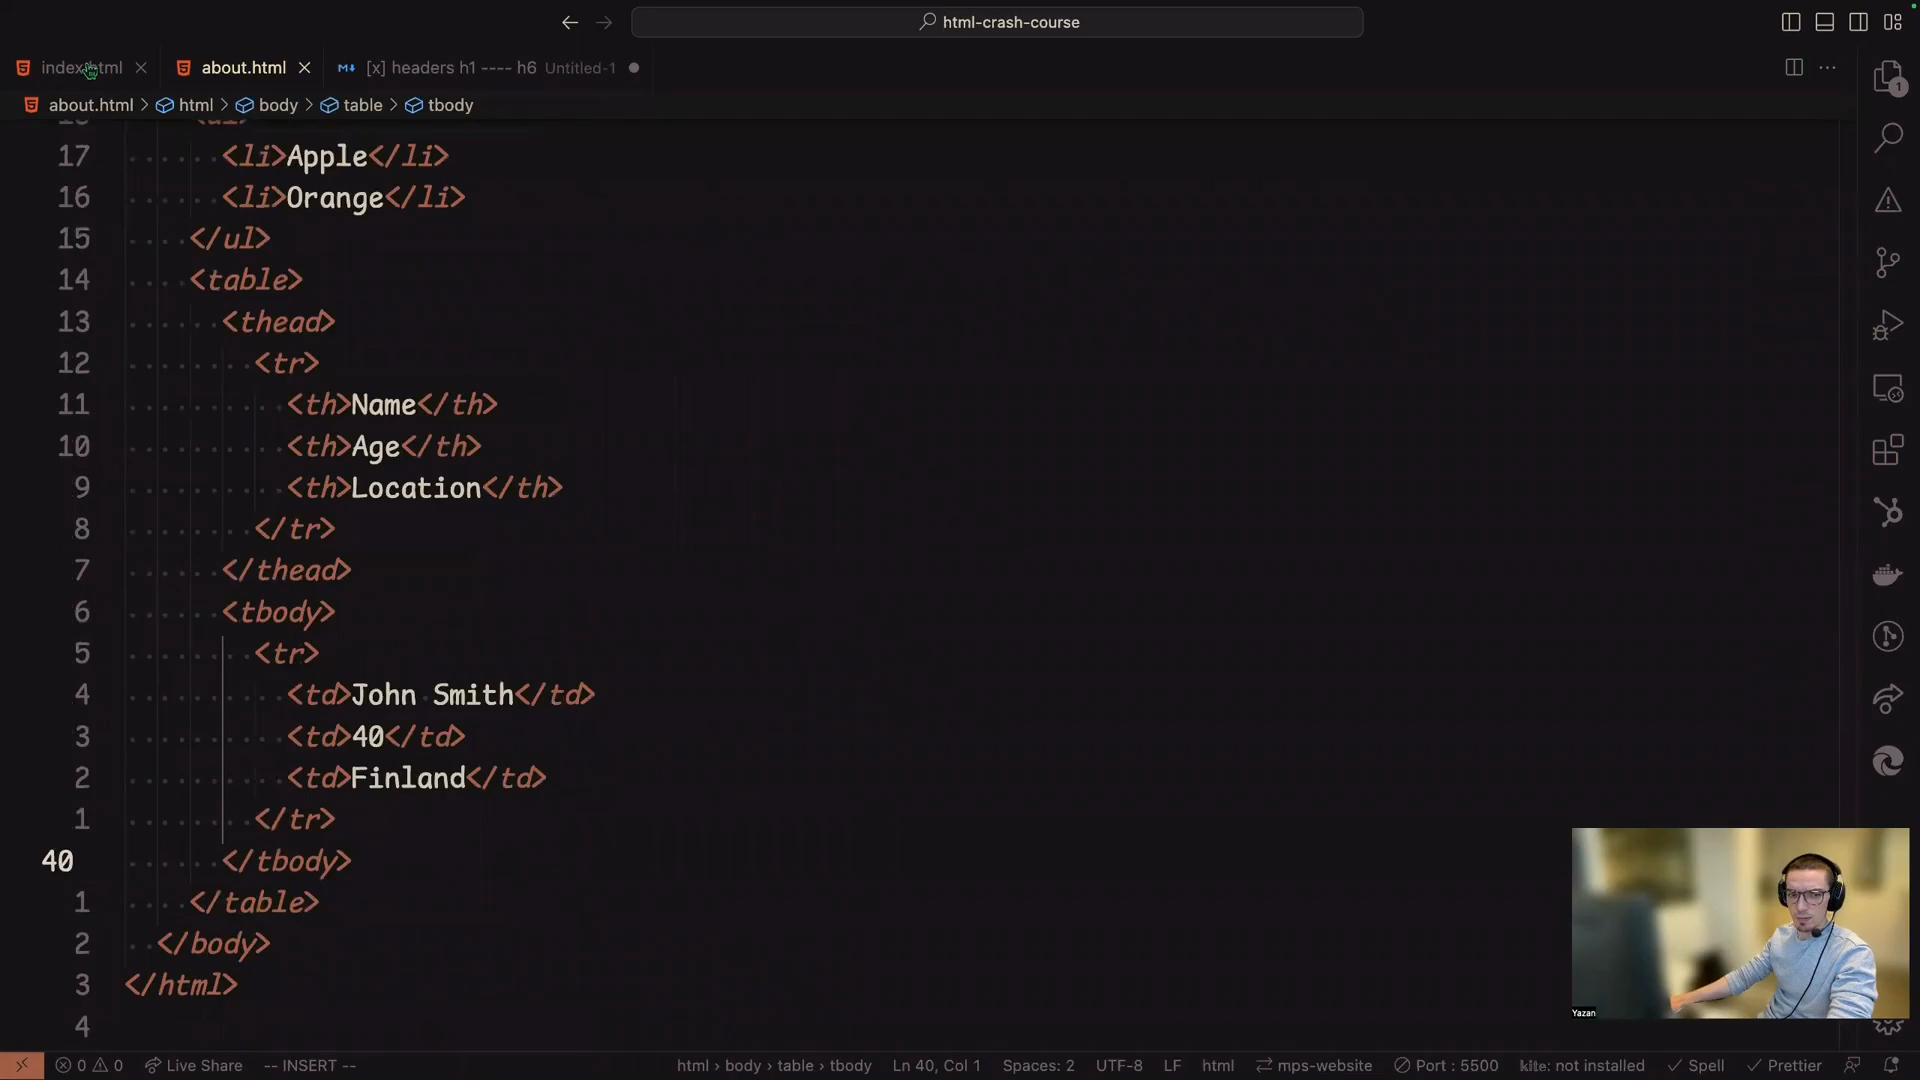 html-crash-course
index.html
about.html
[x] headers h1 ---- h6 Untitled-1
about.html > html > body > table > tbody
17 <li>Apple</li>
16 <li>Orange</li>
15 </ul>
14 <table>
13 <thead>
12 <tr>
11 <th>Name</th>
10 <th>Age</th>
9 <th>Location</th>
8 </tr>
7 </thead>
6 <tbody>
5 <tr>
4 <td>John Smith</td>
3 <td>40</td>
2 <td>Finland</td>
1 </tr>
40 </tbody>
1 </table>
2 </body>
3 </html>
4
Yazan
0 0 Live Share -- INSERT -- html > body > table > tbody Ln 40, Col 1 Spaces: 2 UTF-8 LF html mps-website Port : 5500 kite: not installed Spell Prettier